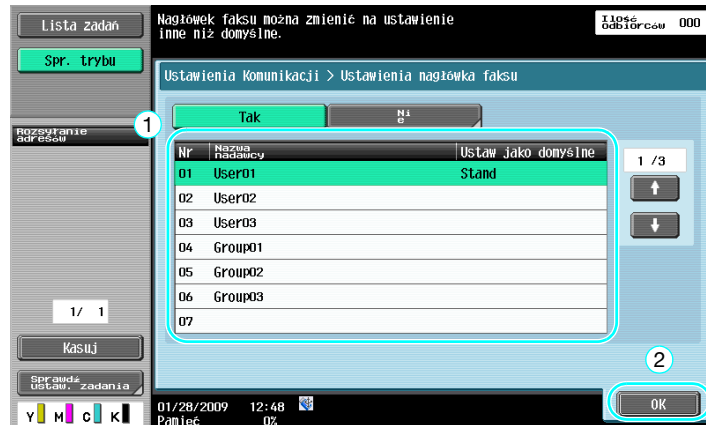 Lista zadań
Spr. trybu
Rozsyłanie
adresów
1/ 1
Kasuj
Sprawdź
ustaw. zadania
Y M C K
Nagłówek faksu można zmienić na ustawienie
inne niż domyślne.
Ilość
odbiorców 000
Ustawienia Komunikacji > Ustawienia nagłówka faksu
1
Tak
Ni
e
Nr Nazwa
nadawcy Ustaw jako domyślne
01 User01 Stand
02 User02
03 User03
04 Group01
05 Group02
06 Group03
07
1 /3
2
01/28/2009 12:48
Pamięć 0%
OK